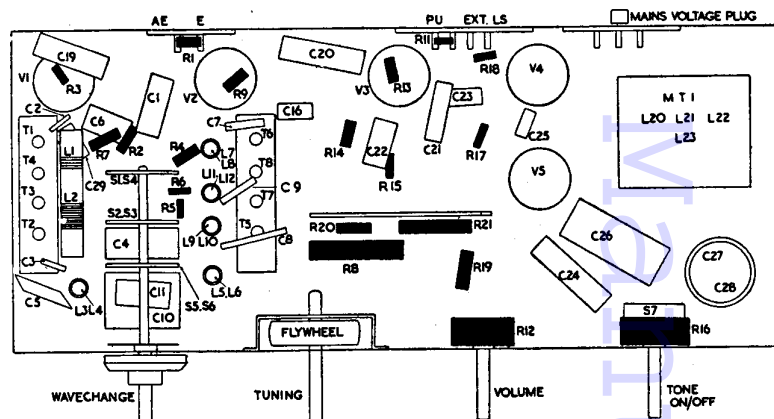 AE E PU EXT. LS MAINS VOLTAGE PLUG
R1 R11 R18
C19 C20
V1 R3 V2 R9 V3 R13 V4
C2 C6 C1 C7 C16 C21 C23 C25
MT1
L20 L21 L22
L23
T1 L1 R7 R2 R4 L7 L8 T6 R14 C22 R17
T4 C29 S1,S4 L11 L12 T8 R15 V5
T3 L2 R6 R5 T7 C9
T2 S2,S3 L9 L10 T5 C8 R20 R21
C3 C4 R8 R19 C24 C26 C27
C5 L3L4 C11 C10 S5,S6 L5,L6 C28
FLYWHEEL R12 S7 R16
WAVECHANGE TUNING VOLUME TONE
ON/OFF
Man